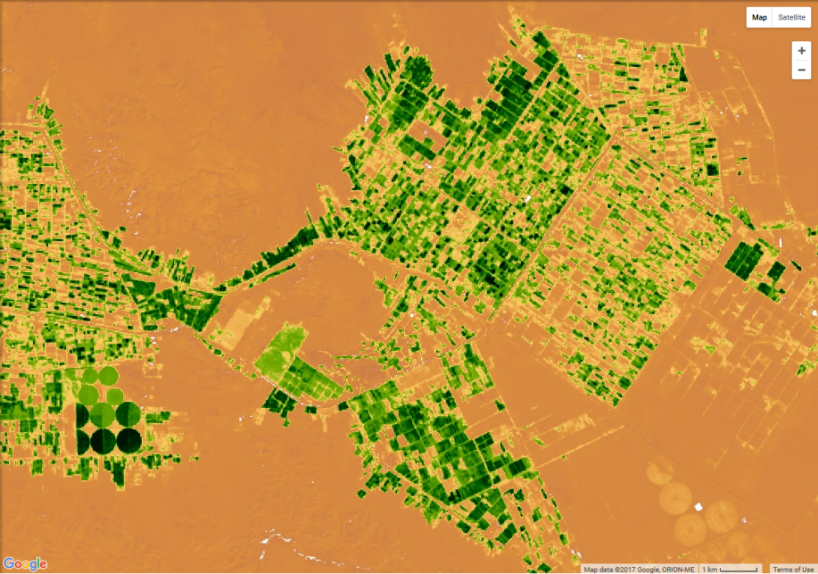 Map Satellite
+
−
Google
Map data ©2017 Google, ORION-ME 1 km Terms of Use